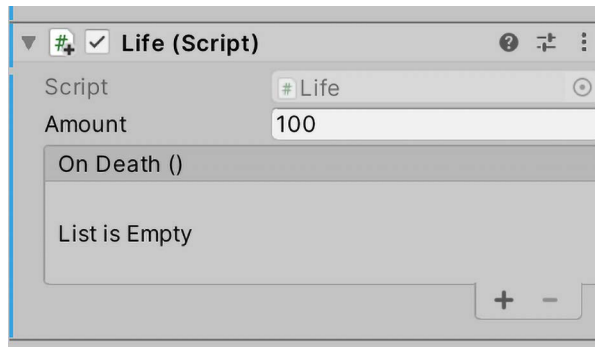 Life (Script)
Script
Life
Amount
100
On Death ()
List is Empty